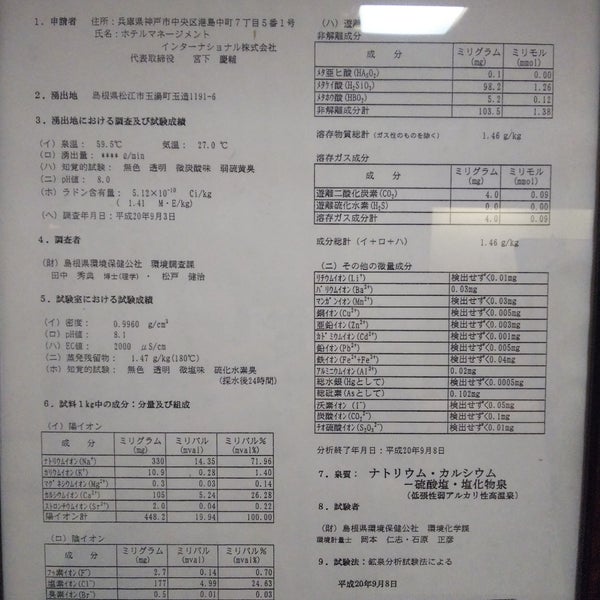 1. 申請者 住所：兵庫県神戸市中央区港島中町7丁目5番1号
氏名：ホテルマネージメント
インターナショナル株式会社
代表取締役 宮下 慶細
2. 湧出地 島根県松江市玉湯町玉造1191-6
3. 湧出地における調査及び試験成績
(イ) 泉温： 59.5℃ 気温： 27.0 ℃
(ロ) 湧出量： **** g/min
(ハ) 知覚的試験： 無色 透明 微炭酸味 弱硫黄臭
(ニ) pH値： 8.0
(ホ) ラドン含有量： 5.12×10⁻¹⁰ Ci/kg
( 1.41 M・E/kg)
(ヘ) 調査年月日：平成20年9月3日
4. 調査者
(財) 島根県環境保健公社 環境調査課
田中 秀典 博士(理学)・ 松戸 健治
5. 試験室における試験成績
(イ) 密度： 0.9960 g/cm³
(ロ) pH値： 8.1
(ハ) EC値： 2000 μS/cm
(ニ) 蒸発残留物： 1.47 g/kg(180℃)
(ホ) 知覚的試験： 無色 透明 微塩味 硫化水素臭
(採水後24時間)
6. 試料1kg中の成分：分量及び組成
(イ) 陽イオン
成 分 ミリグラム(mg) ミリバル(mval) ミリバル%(mval%)
ナトリウムイオン(Na⁺) 330 14.35 71.96
カリウムイオン(K⁺) 10.9 0.28 1.40
マグネシウムイオン(Mg²⁺) 0.3 0.03 0.14
カルシウムイオン(Ca²⁺) 105 5.24 26.28
ストロンチウムイオン(Sr²⁺) 2.0 0.04 0.22
陽イオン計 448.2 19.94 100.00
(ロ) 陰イオン
成 分 ミリグラム(mg) ミリバル(mval) ミリバル%(mval%)
フッ素イオン(F⁻) 2.7 0.14 0.70
塩素イオン(Cl⁻) 177 4.99 24.63
臭素イオン(Br⁻) 0.5 0.01 0.03
(ハ) 遊離
非解離成分
成 分 ミリグラム(mg) ミリモル(mmol)
メタ亜ヒ酸(HAsO₂) 0.1 0.00
メタケイ酸(H₂SiO₃) 98.2 1.26
メタホウ酸(HBO₂) 5.2 0.12
非解離成分計 103.5 1.38
溶存物質総計(ガス性のものを除く) 1.46 g/kg
溶存ガス成分
成 分 ミリグラム(mg) ミリモル(mmol)
遊離二酸化炭素(CO₂) 4.0 0.09
遊離硫化水素(H₂S) 0.0 0.00
溶存ガス成分計 4.0 0.09
成分総計 (イ+ロ+ハ) 1.46 g/kg
(ニ) その他の微量成分
リチウムイオン(Li⁺) 検出せず<0.01mg
バリウムイオン(Ba²⁺) 0.03mg
マンガンイオン(Mn²⁺) 検出せず<0.01mg
銅イオン(Cu²⁺) 検出せず<0.005mg
亜鉛イオン(Zn²⁺) 検出せず<0.003mg
カドミウムイオン(Cd²⁺) 検出せず<0.001mg
鉛イオン(Pb²⁺) 検出せず<0.005mg
鉄イオン(Fe²⁺+Fe³⁺) 検出せず<0.04mg
アルミニウムイオン(Al³⁺) 0.02mg
総水銀(Hgとして) 検出せず<0.0005mg
総砒素(Asとして) 0.102mg
沃素イオン(I⁻) 検出せず<0.05mg
炭酸イオン(CO₃²⁻) 検出せず<0.1mg
チオ硫酸イオン(S₂O₃²⁻) 検出せず<0.1mg
分析終了年月日：平成20年9月8日
7. 泉質： ナトリウム・カルシウム
－硫酸塩・塩化物泉
(低張性弱アルカリ性高温泉)
8. 試験者
(財) 島根県環境保健公社 環境化学課
環境計量士 岡本 仁志・石原 正彦
9. 試験法：鉱泉分析試験法による
平成20年9月8日